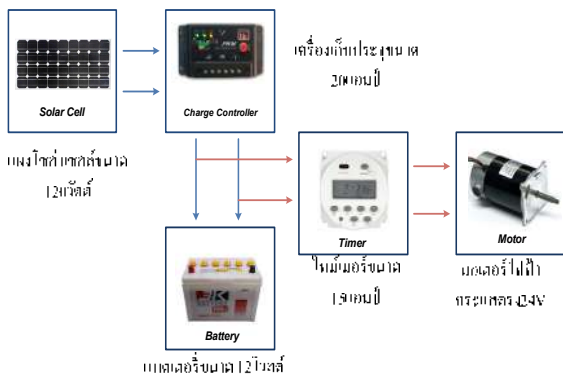 Solar Cell
Charge Controller
เครื่องเก็บประจุขนาด
20แอมป์
แผงโซล่าเซลล์ขนาด
120วัตต์
Timer
Motor
ไทม์เมอร์ขนาด
15แอมป์
มอเตอร์ไฟฟ้า
กระแสตรง24V
Battery
แบตเตอรี่ขนาด 12โวลต์